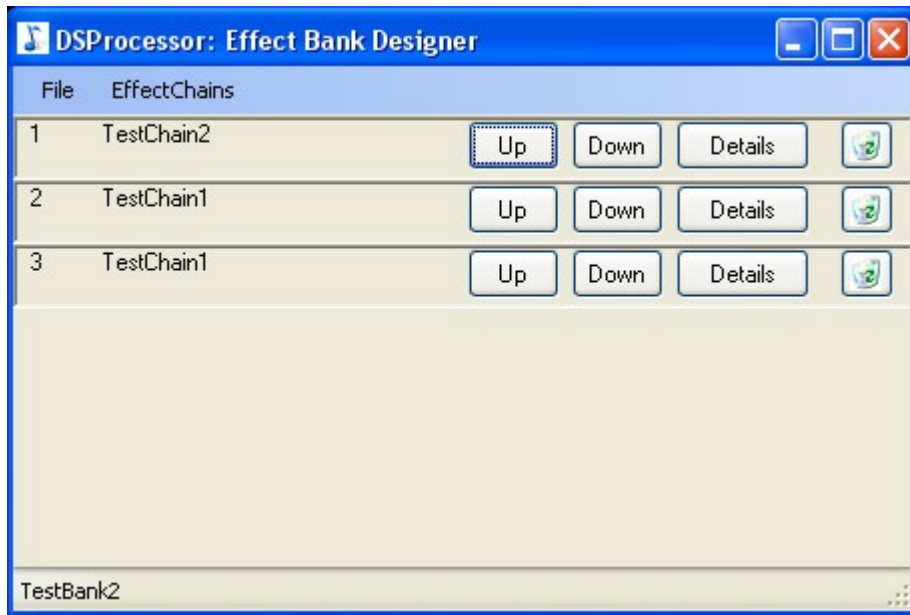 DSProcessor: Effect Bank Designer
File EffectChains
1 TestChain2 Up Down Details
2 TestChain1 Up Down Details
3 TestChain1 Up Down Details
TestBank2